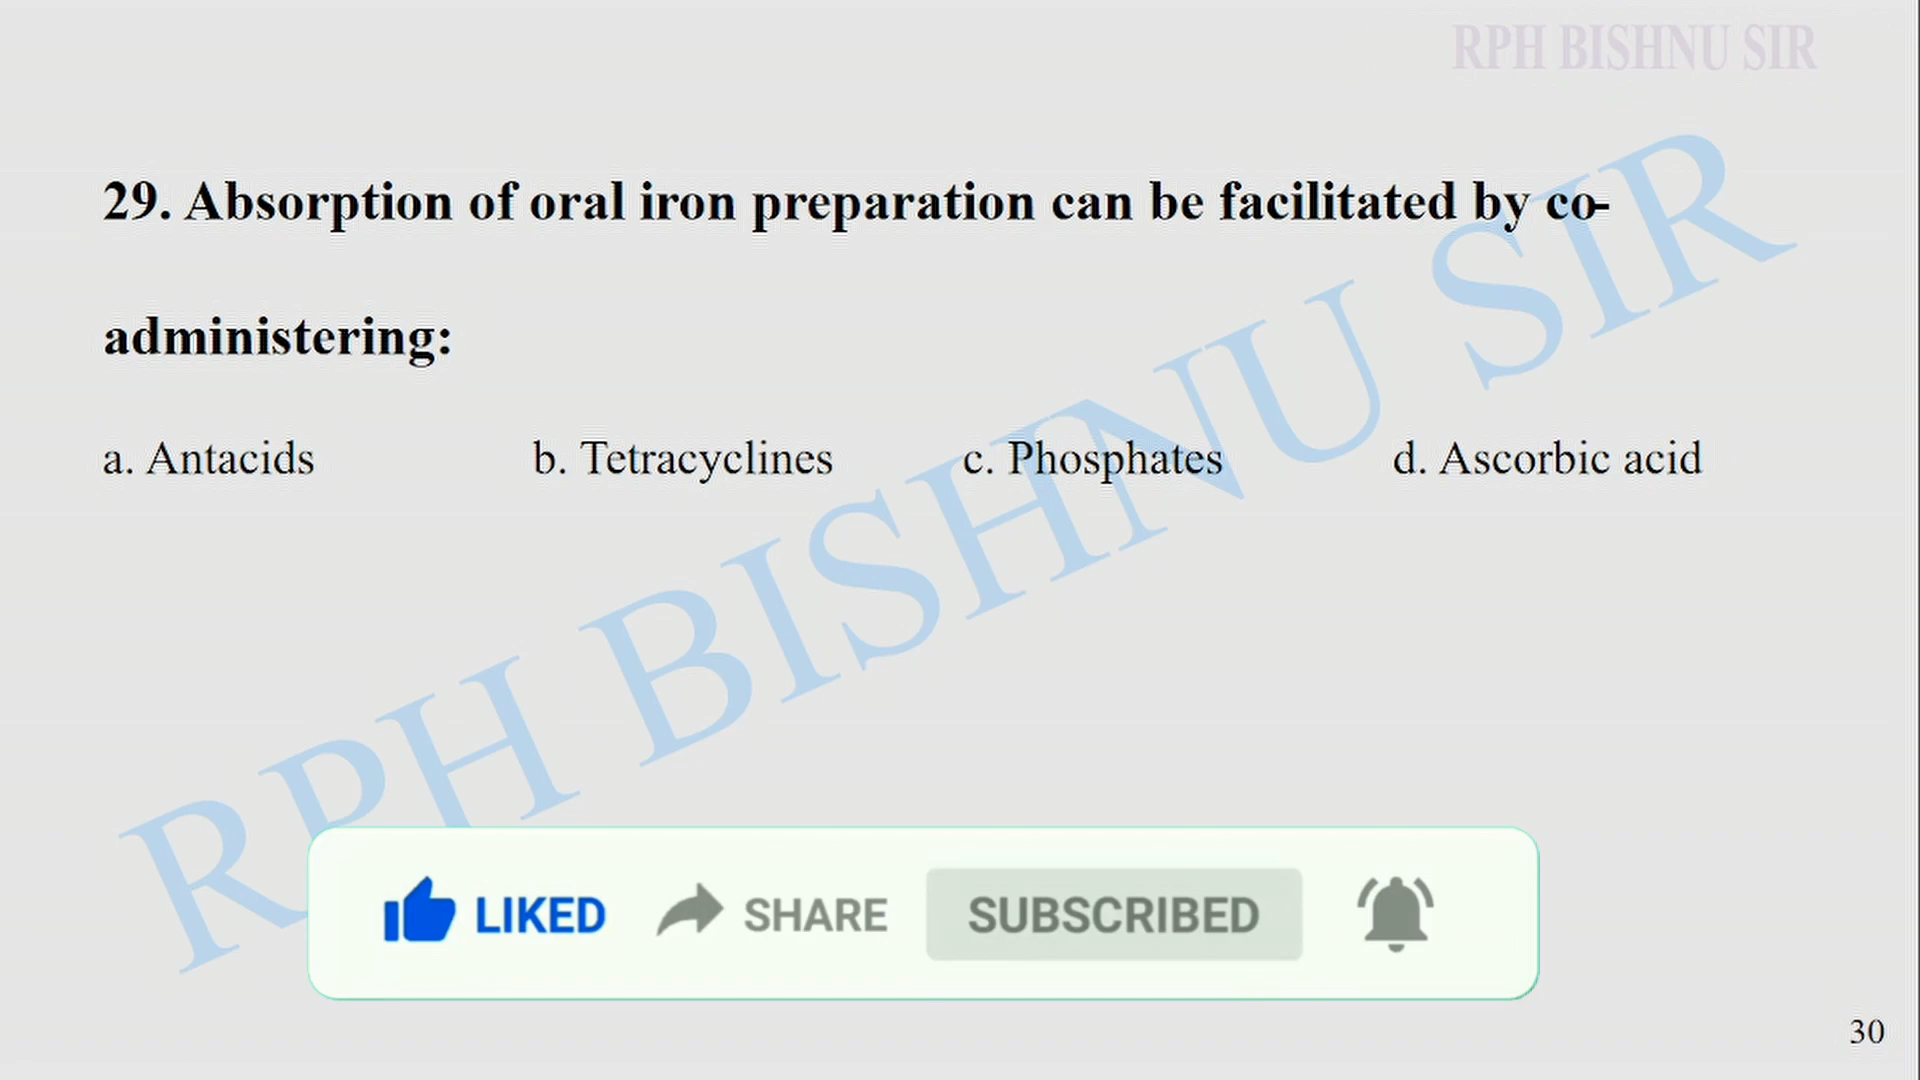 RPH BISHNU SIR
29. Absorption of oral iron preparation can be facilitated by co-
administering:
a. Antacids b. Tetracyclines c. Phosphates d. Ascorbic acid
RPH BISHNU SIR
LIKED SHARE SUBSCRIBED
30